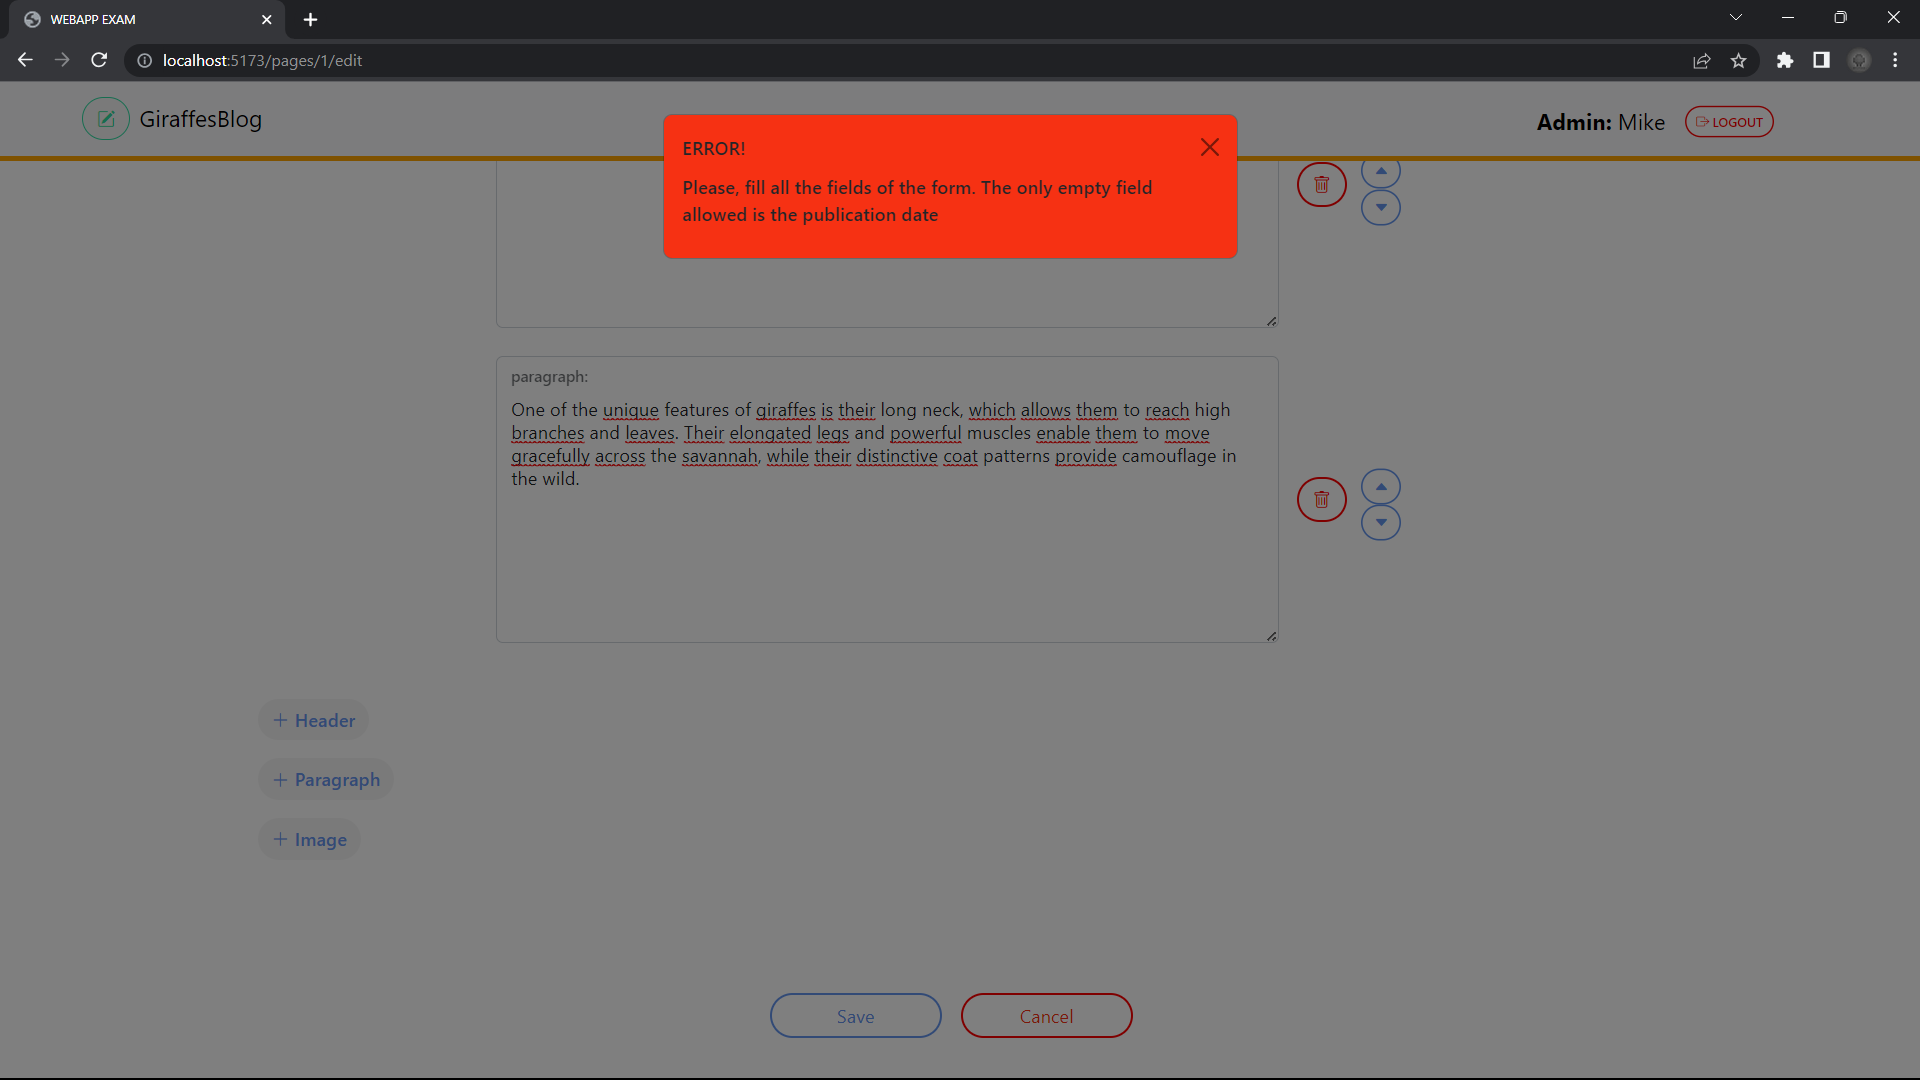 WEBAPP EXAM
localhost:5173/pages/1/edit
GiraffesBlog
Admin: Mike
LOGOUT
ERROR!
Please, fill all the fields of the form. The only empty field
allowed is the publication date
paragraph:
One of the unique features of giraffes is their long neck, which allows them to reach high
branches and leaves. Their elongated legs and powerful muscles enable them to move
gracefully across the savannah, while their distinctive coat patterns provide camouflage in
the wild.
+ Header
+ Paragraph
+ Image
Save
Cancel